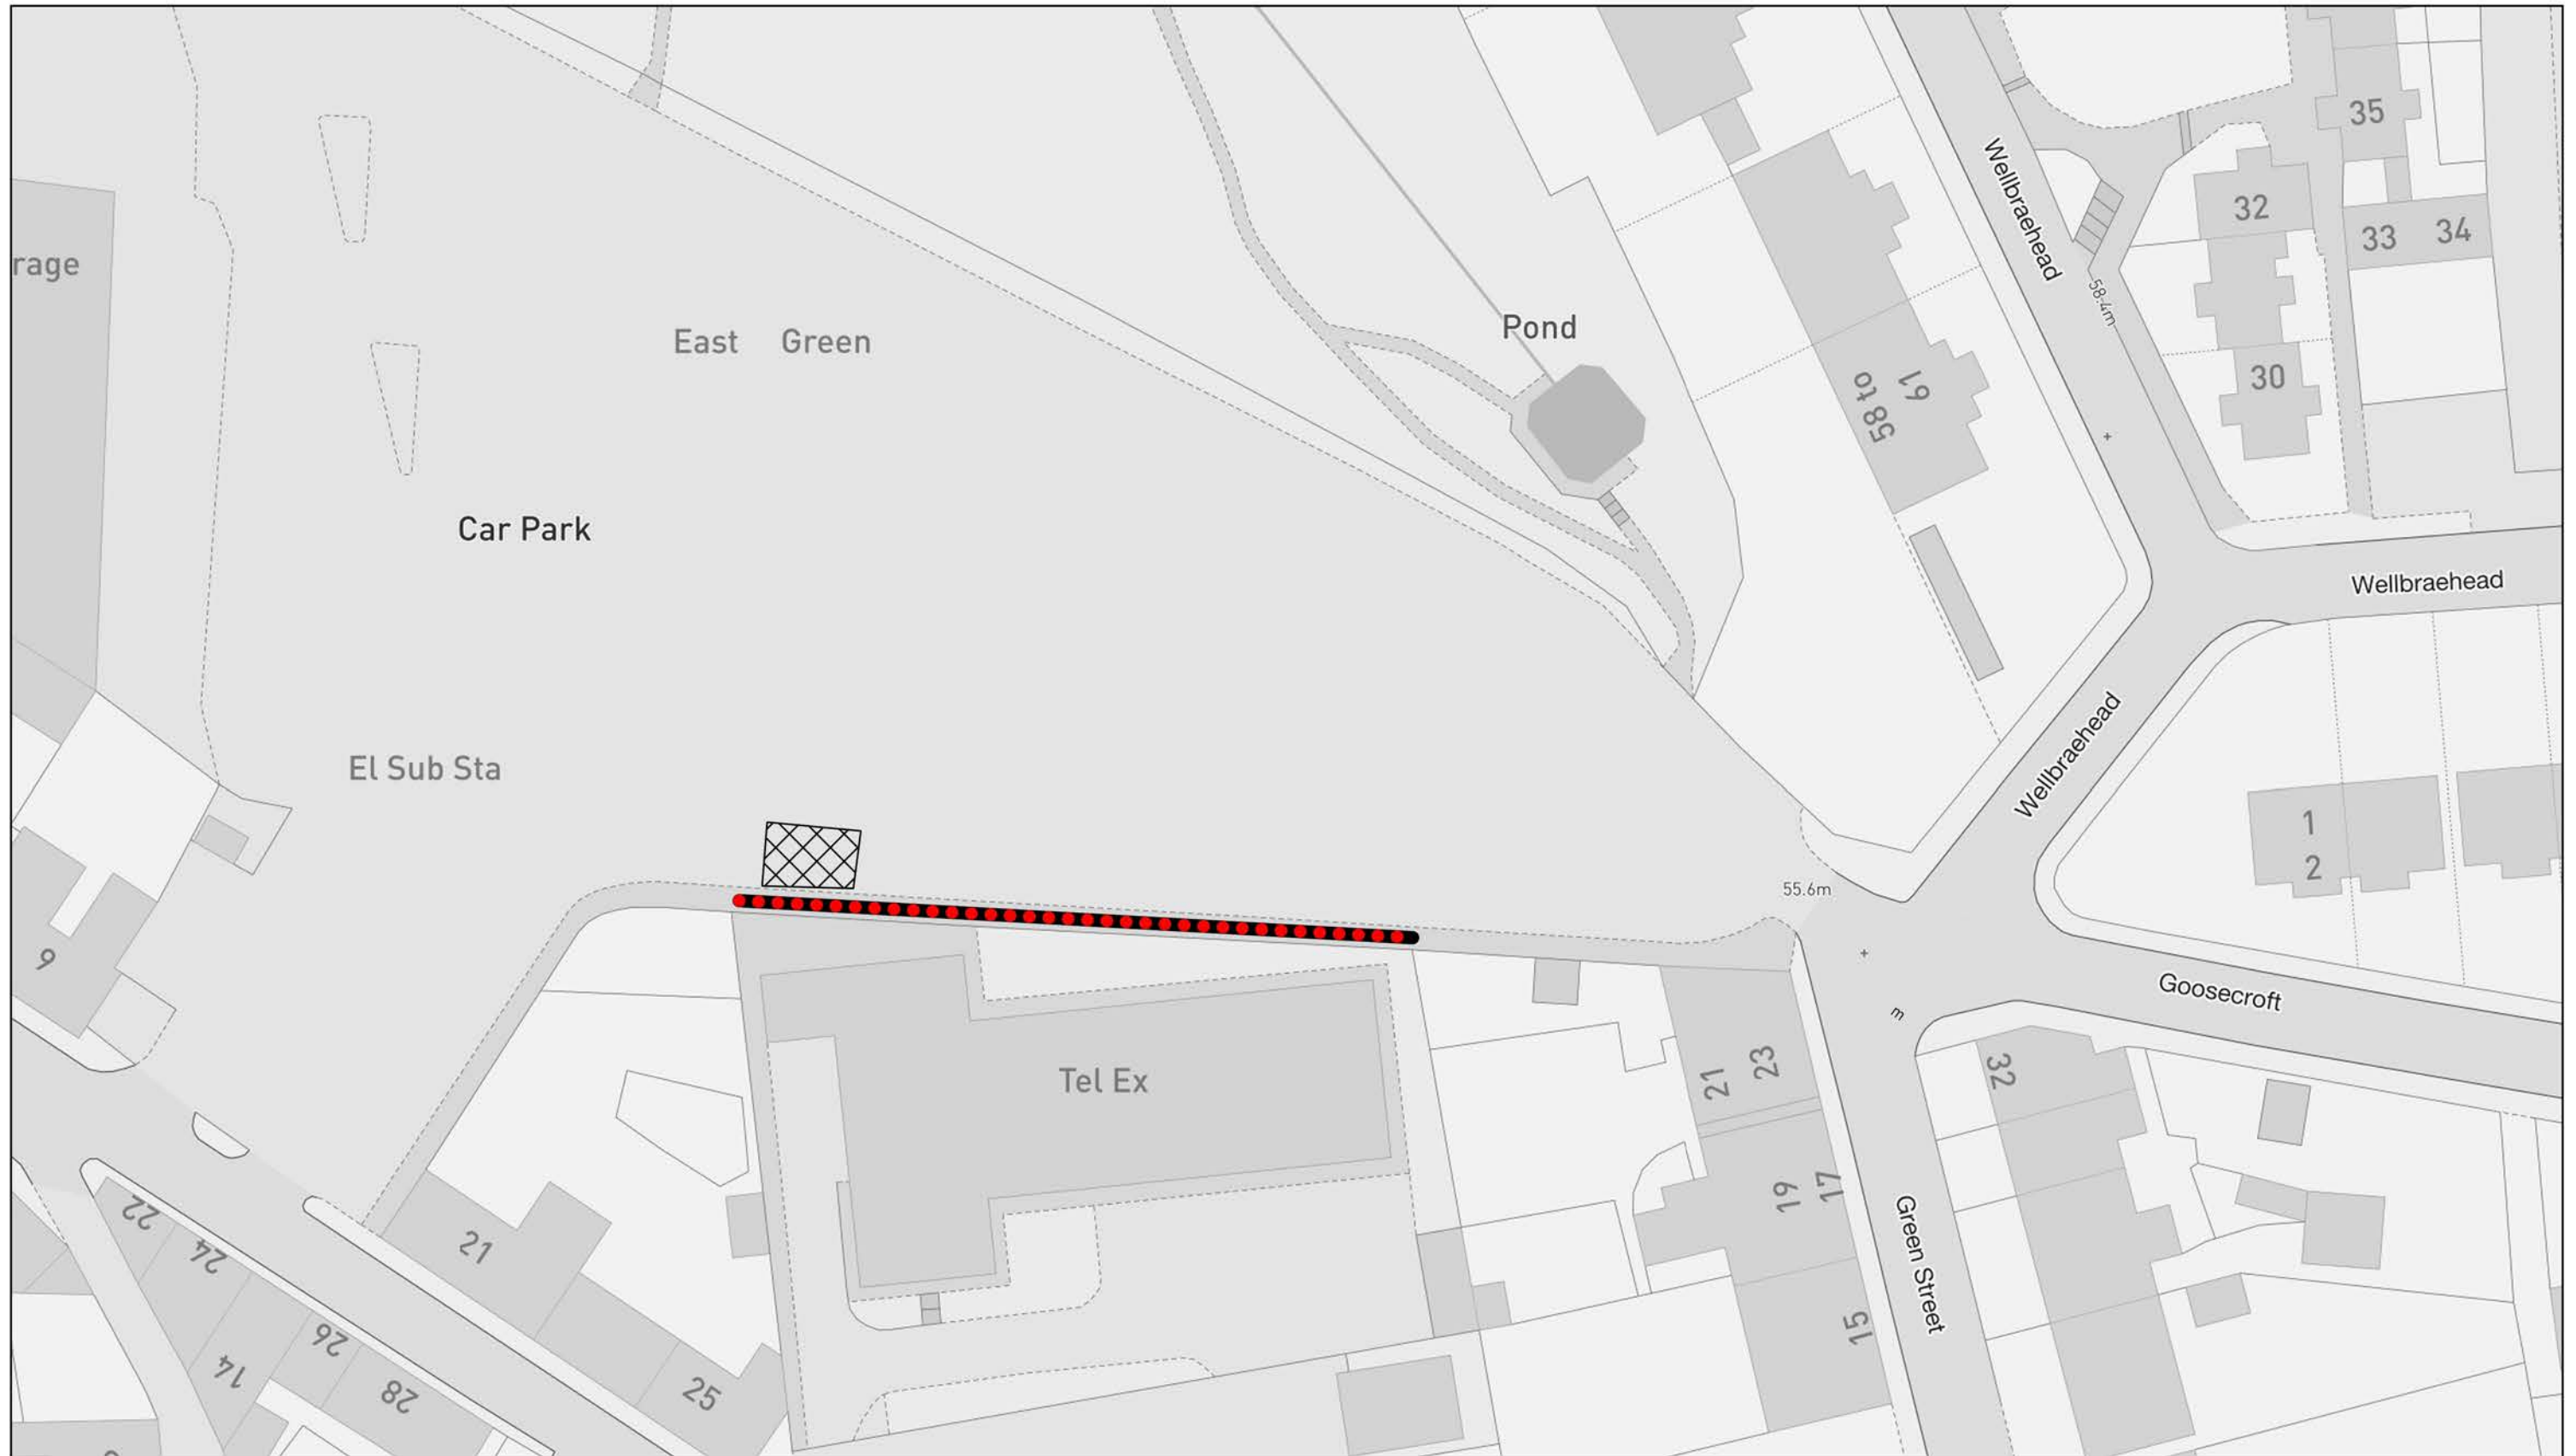 35
Wellbraehead
32
33 34
rage
58.4m
Pond
East Green
30
61
58 to
Car Park
Wellbraehead
Wellbraehead
El Sub Sta
1
2
55.6m
9
Goosecroft
m
23
21
32
Tel Ex
17
19
22
24
21
Green Street
15
26
14
28
25